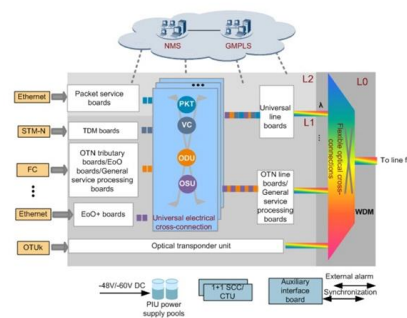 NMS
GMPLS
L2
L0
Ethernet
Packet service
boards
PKT
Universal
line
boards
λ
L1
STM-N
TDM boards
VC
FC
OTN tributary
boards/EoO
boards/General
service processing
boards
ODU
OSU
OTN line
boards/
General
service
processing
boards
Flexible optical cross-
connections
To line f
Ethernet
EoO+ boards
Universal electrical
cross-connection
WDM
OTUk
Optical transponder unit
-48V/-60V DC
PIU power
supply pools
1+1 SCC/
CTU
Auxiliary
interface
board
External alarm
Synchronization